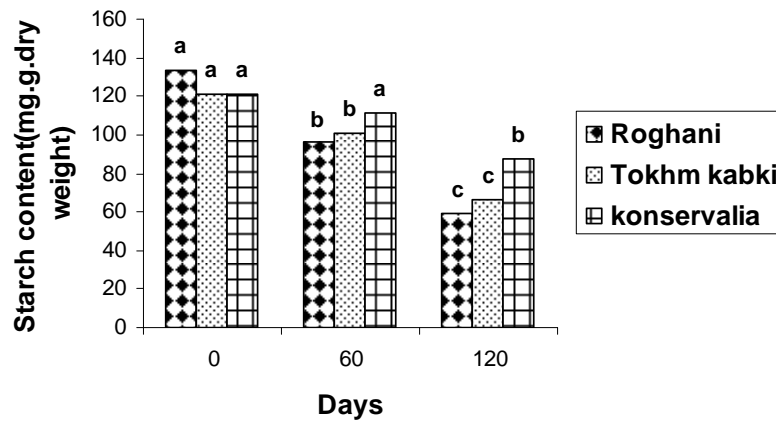 Starch content(mg.g.dry
weight)
160
140
120
100
80
60
40
20
0
a
a
a
b
b
a
c
c
b
0
60
120
Days
Roghani
Tokhm kabki
konservalia